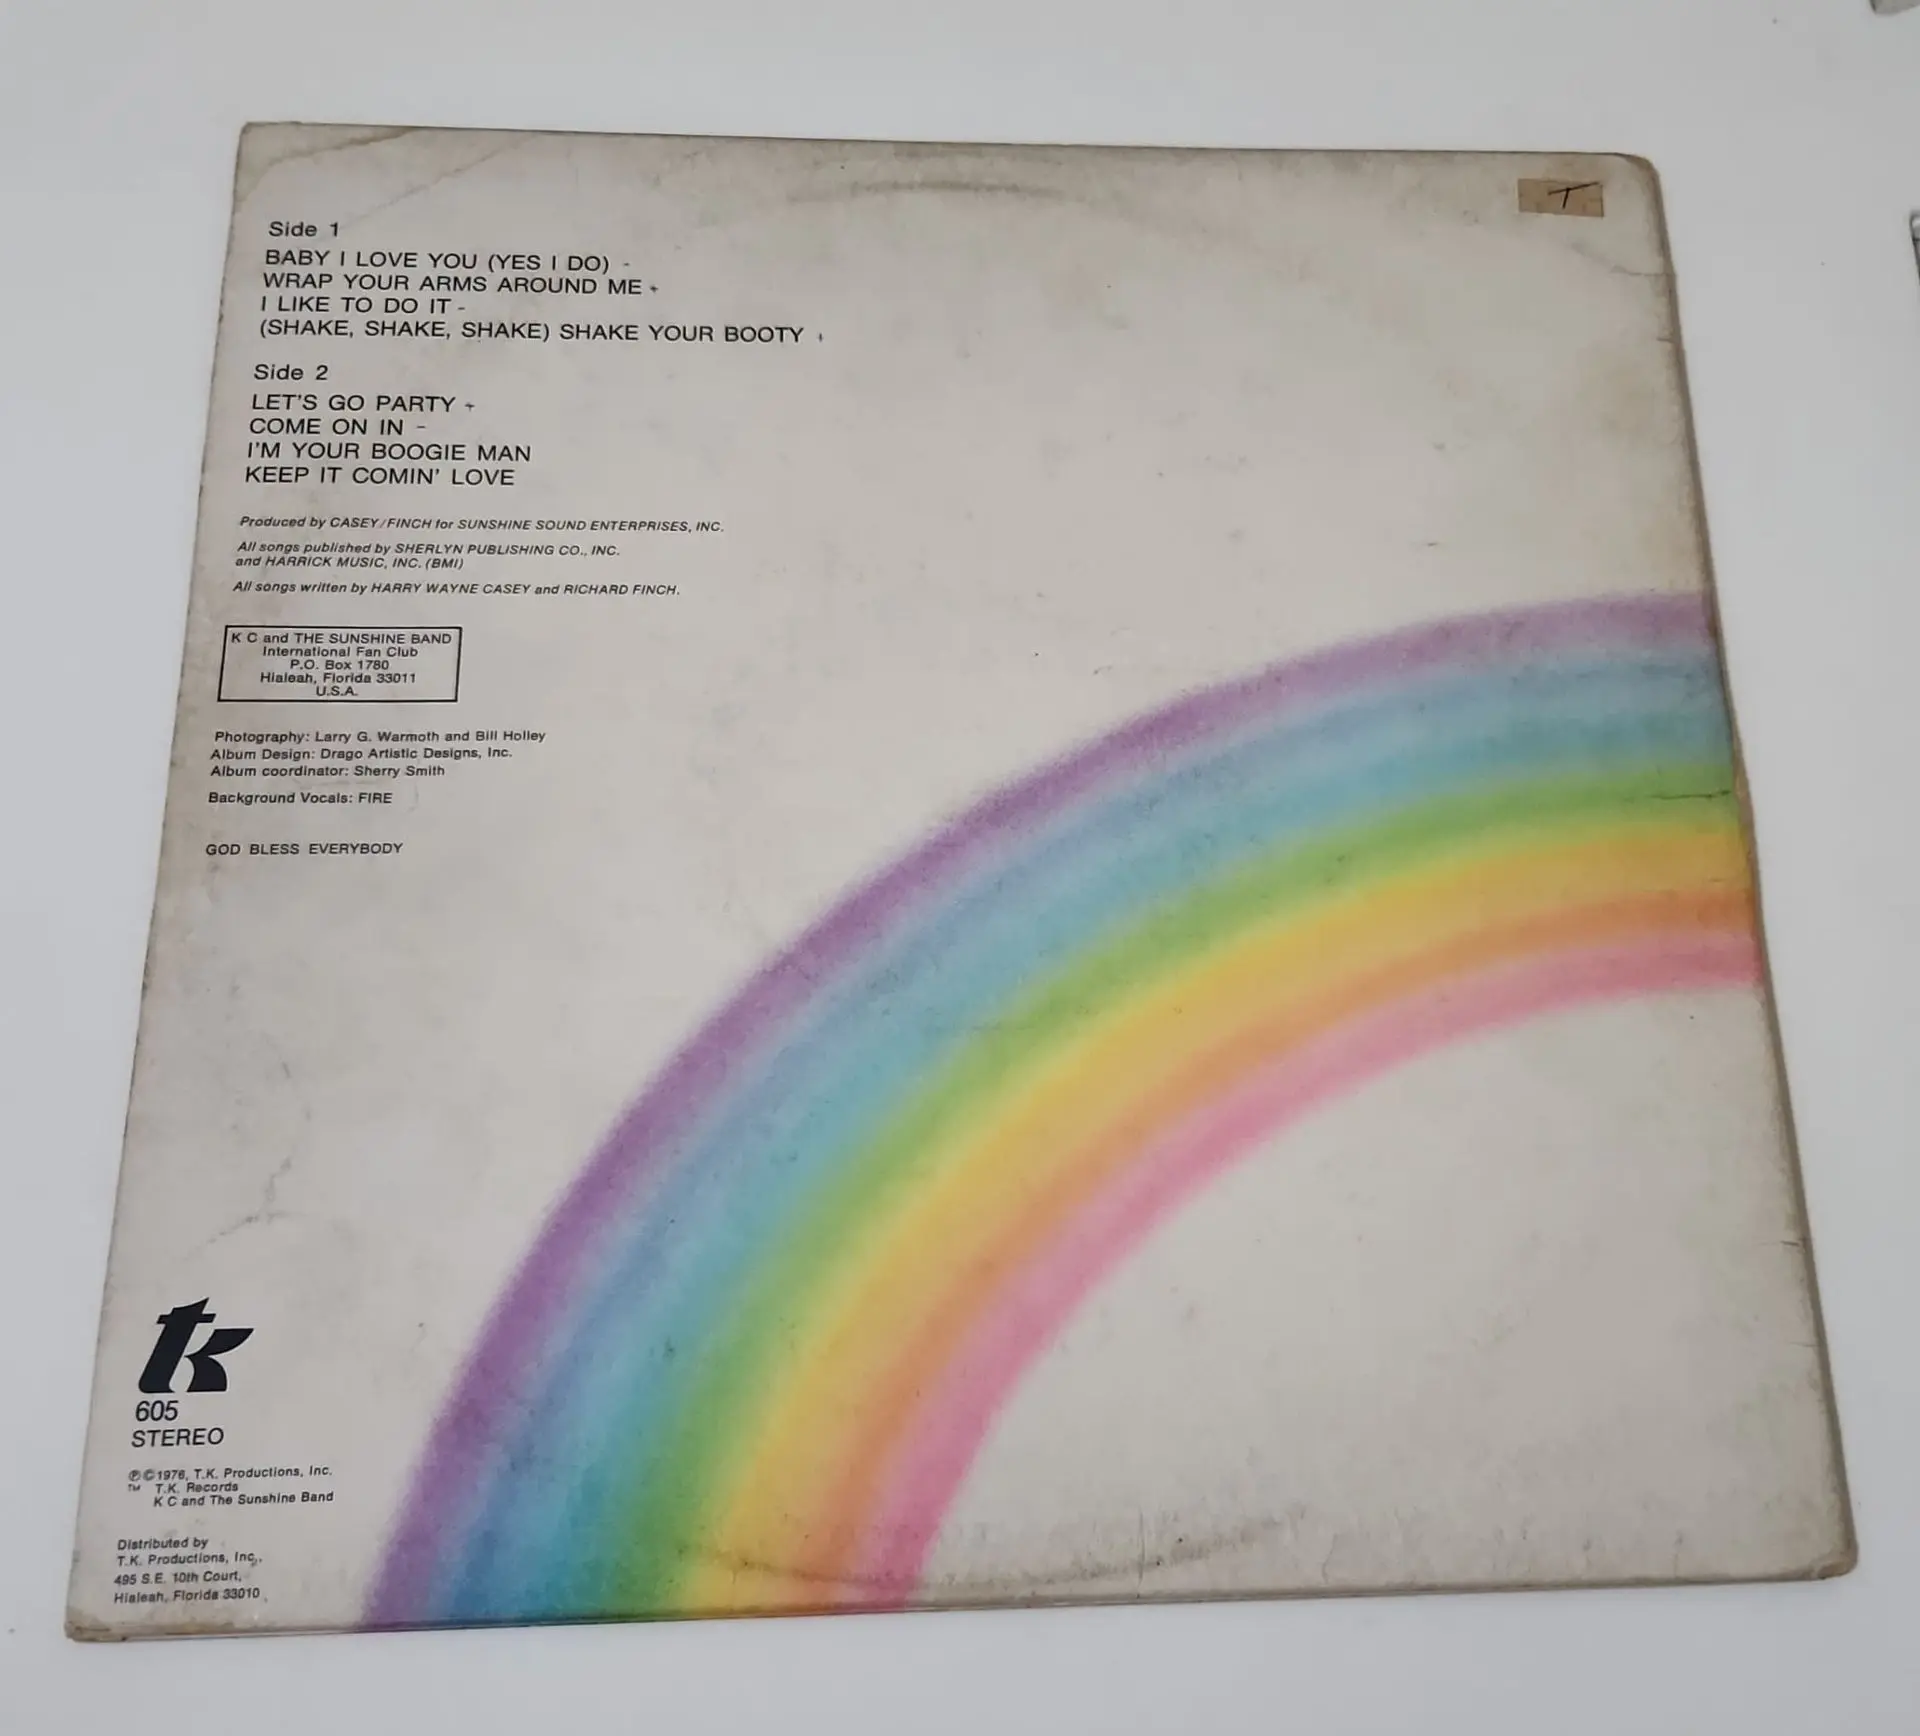 T
Side 1
BABY I LOVE YOU (YES I DO) -
WRAP YOUR ARMS AROUND ME +
I LIKE TO DO IT -
(SHAKE, SHAKE, SHAKE) SHAKE YOUR BOOTY +
Side 2
LET'S GO PARTY +
COME ON IN -
I'M YOUR BOOGIE MAN
KEEP IT COMIN' LOVE
Produced by CASEY/FINCH for SUNSHINE SOUND ENTERPRISES, INC.
All songs published by SHERLYN PUBLISHING CO., INC.
and HARRICK MUSIC, INC. (BMI)
All songs written by HARRY WAYNE CASEY and RICHARD FINCH.
K C and THE SUNSHINE BAND
International Fan Club
P.O. Box 1780
Hialeah, Florida 33011
U.S.A.
Photography: Larry G. Warmoth and Bill Holley
Album Design: Drago Artistic Designs, Inc.
Album coordinator: Sherry Smith
Background Vocals: FIRE
GOD BLESS EVERYBODY
tk
605
STEREO
℗©1976, T.K. Productions, Inc.
TM T.K. Records
K C and The Sunshine Band
Distributed by
T.K. Productions, Inc.,
495 S.E. 10th Court,
Hialeah, Florida 33010